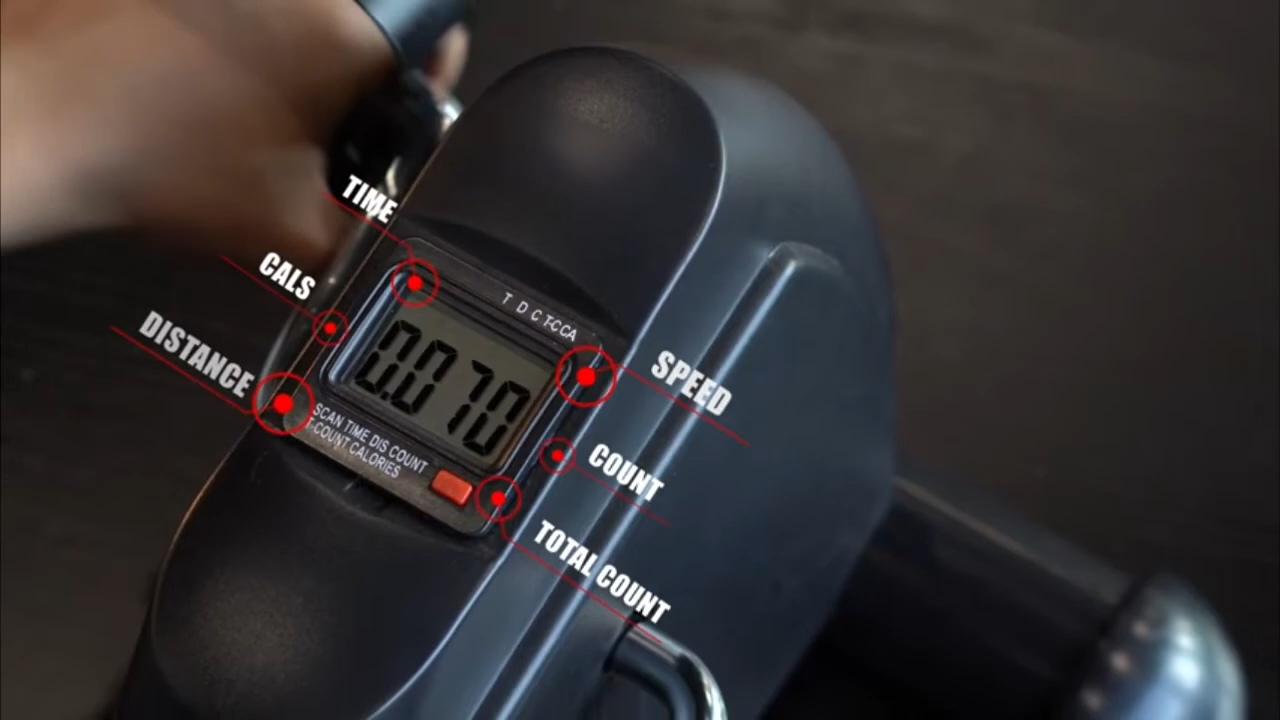 TIME
CALS
DISTANCE
T D C T-C CA
0.070
SCAN TIME DIS COUNT
T-COUNT CALORIES
SPEED
COUNT
TOTAL COUNT